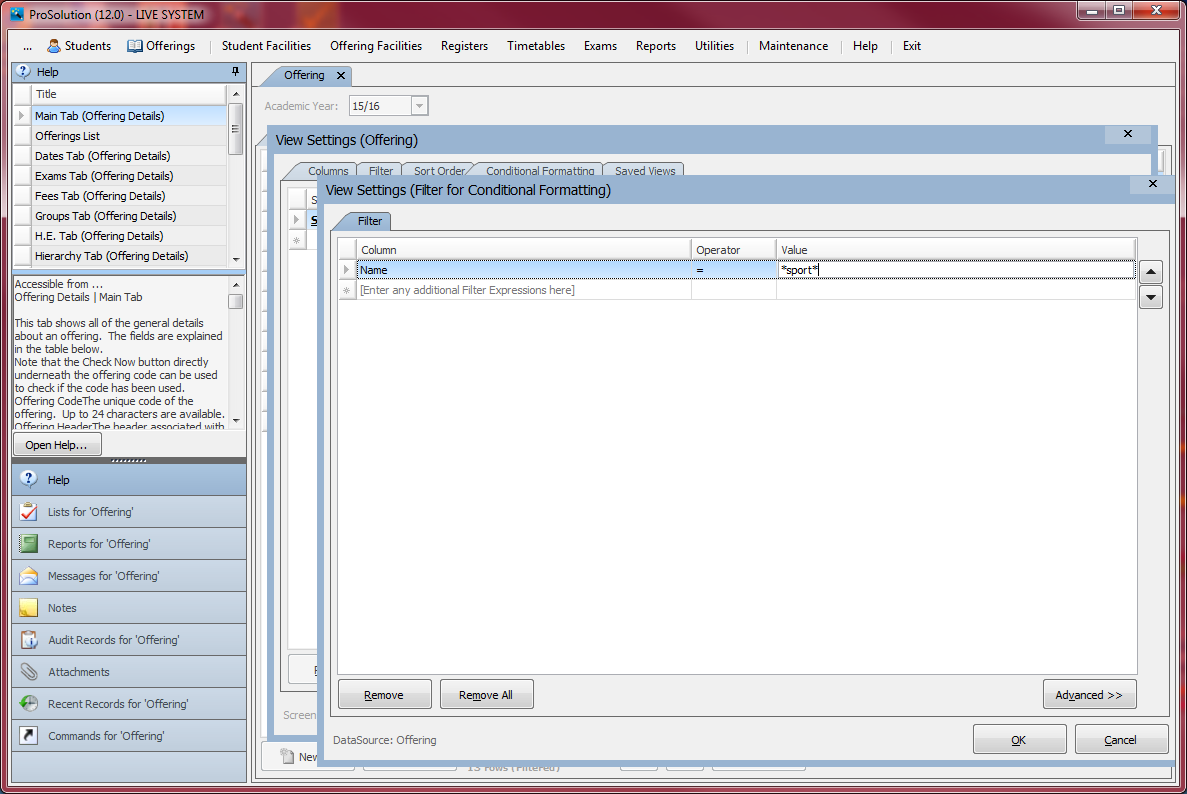 ProSolution (12.0) - LIVE SYSTEM
... Students Offerings Student Facilities Offering Facilities Registers Timetables Exams Reports Utilities Maintenance Help Exit
Help
Title
Main Tab (Offering Details)
Offerings List
Dates Tab (Offering Details)
Exams Tab (Offering Details)
Fees Tab (Offering Details)
Groups Tab (Offering Details)
H.E. Tab (Offering Details)
Hierarchy Tab (Offering Details)
Accessible from ...
Offering Details | Main Tab
This tab shows all of the general details
about an offering. The fields are explained
in the table below.
Note that the Check Now button directly
underneath the offering code can be used
to check if the code has been used.
Offering CodeThe unique code of the
offering. Up to 24 characters are available.
Offering HeaderThe header associated with
Open Help...
Help
Lists for 'Offering'
Reports for 'Offering'
Messages for 'Offering'
Notes
Audit Records for 'Offering'
Attachments
Recent Records for 'Offering'
Commands for 'Offering'
Offering
Academic Year: 15/16
View Settings (Offering)
Columns Filter Sort Order Conditional Formatting Saved Views
S
S
View Settings (Filter for Conditional Formatting)
Filter
Column Operator Value
Name = *sport*
[Enter any additional Filter Expressions here]
Remove Remove All Advanced >>
Screen
DataSource: Offering
OK Cancel
New
13 rows (Filtered)